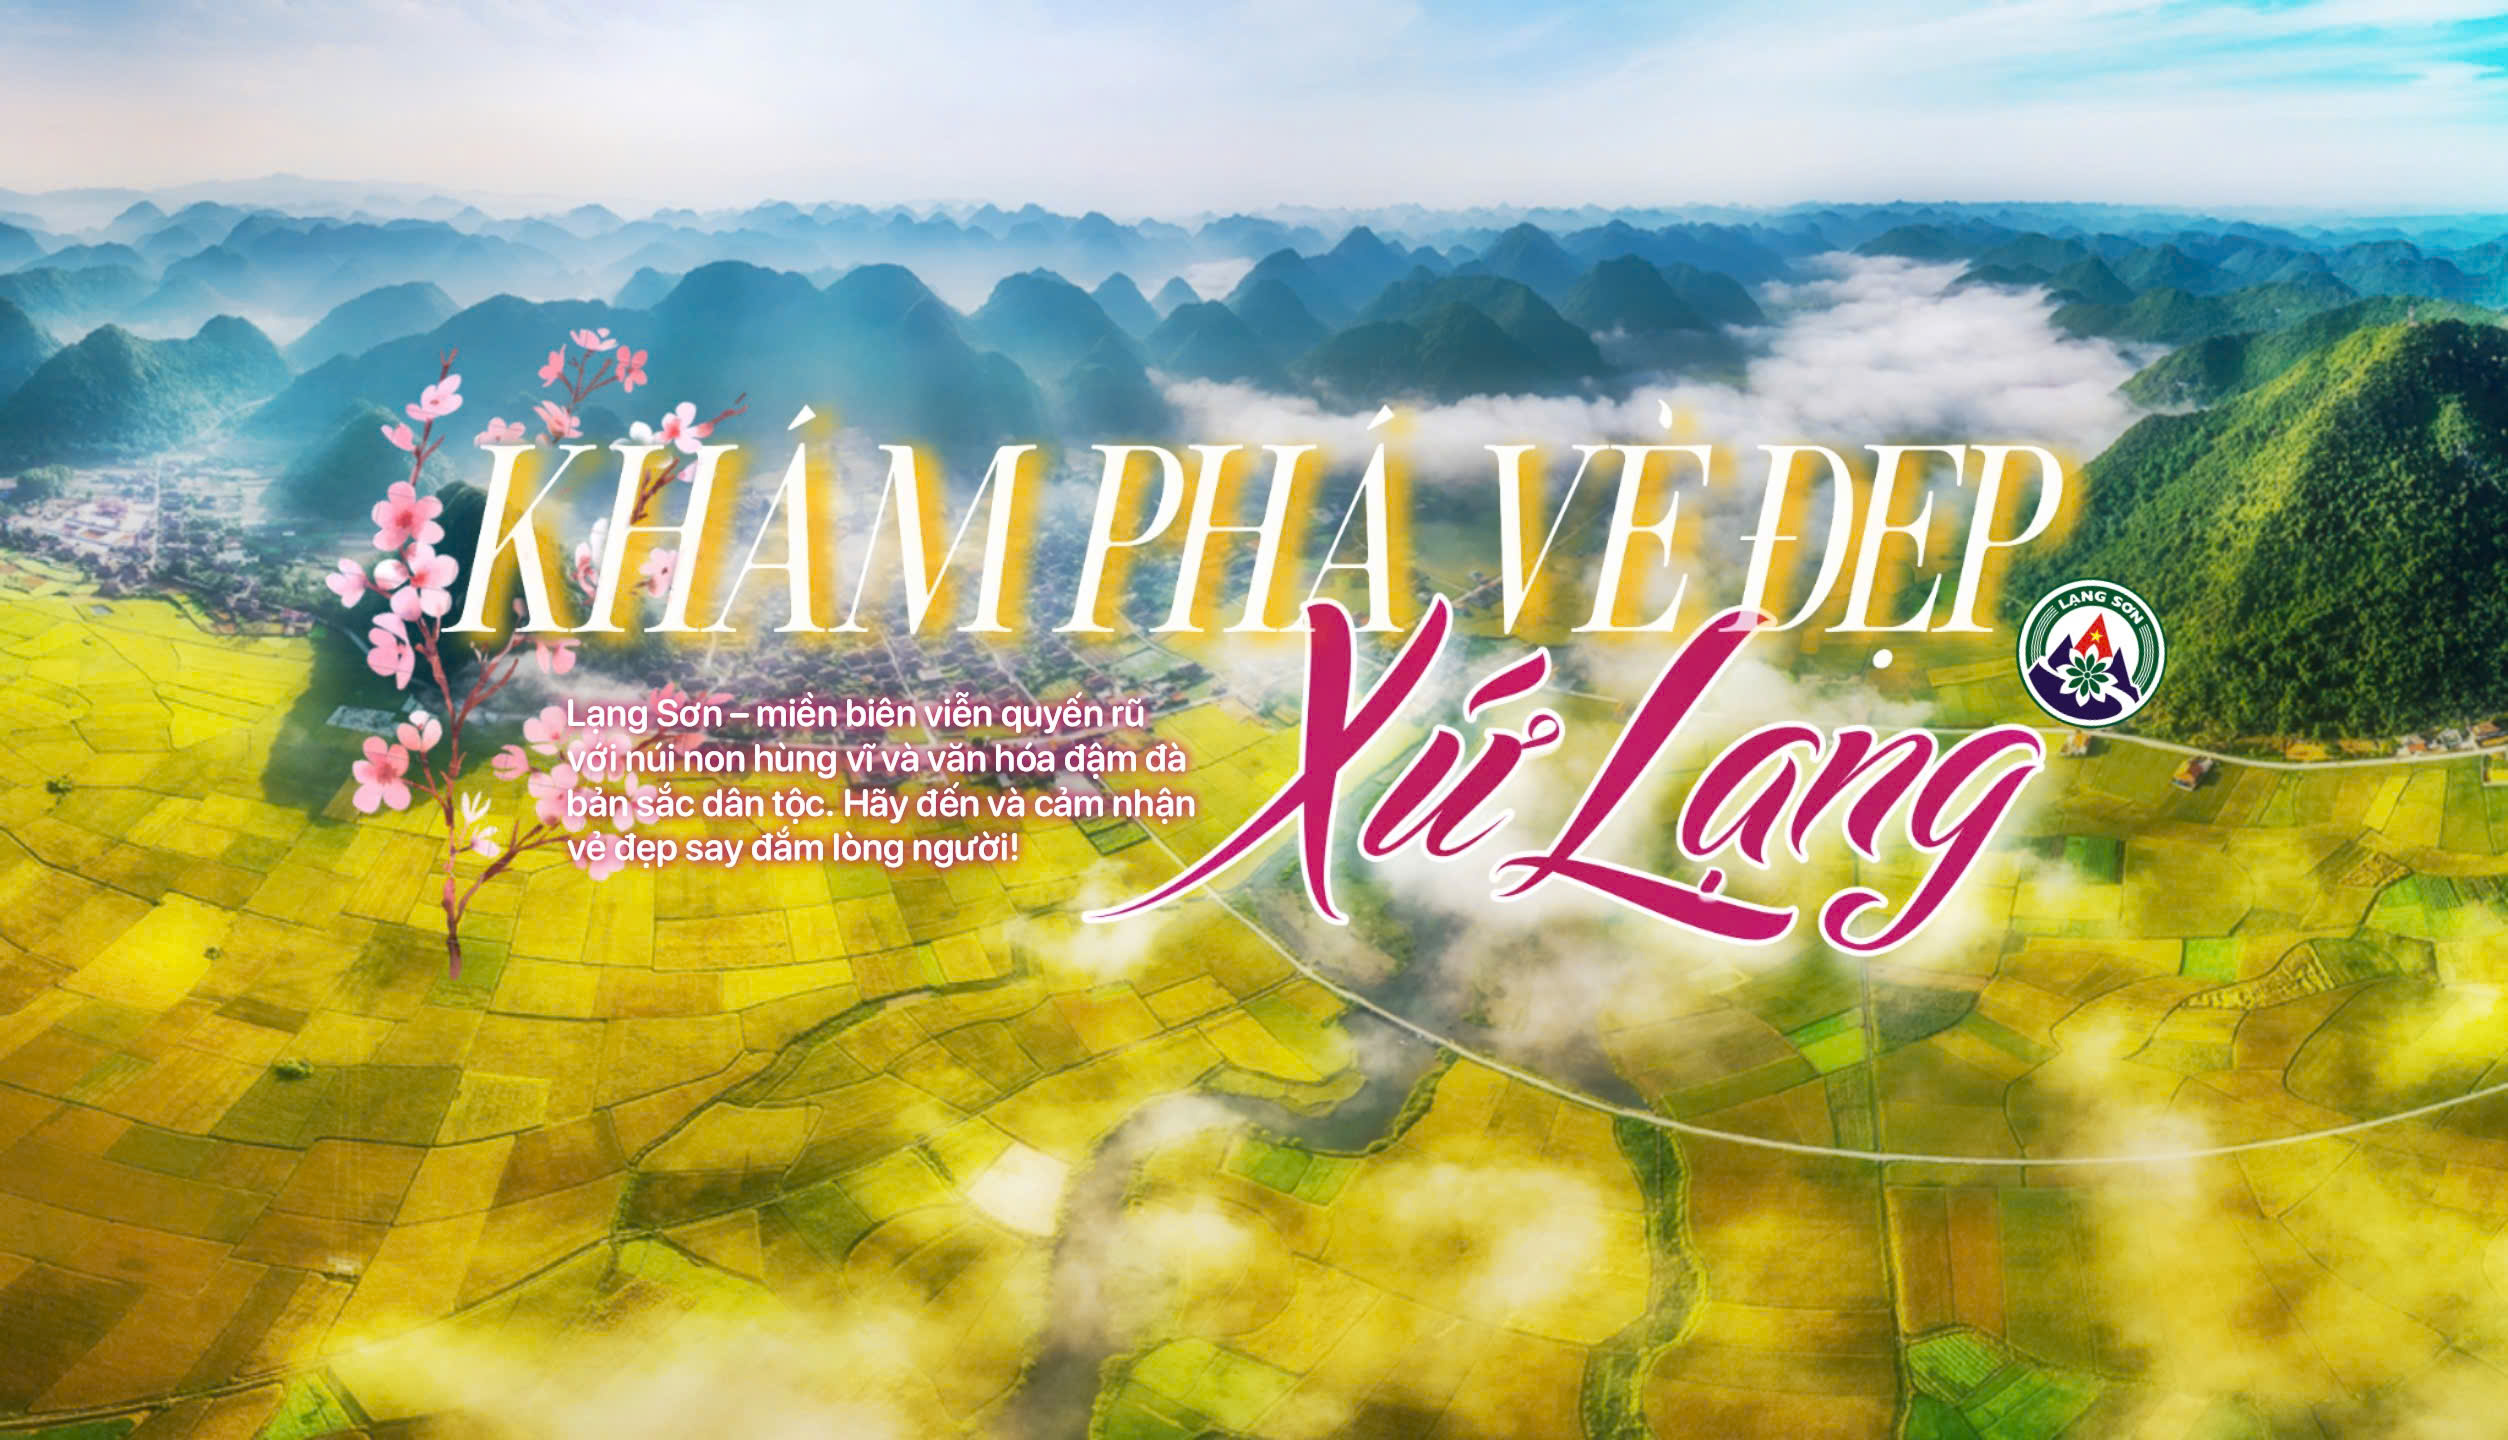 KHÁM PHÁ VẺ ĐẸP
Xứ Lạng
LẠNG SƠN
Lạng Sơn – miền biên viễn quyến rũ
với núi non hùng vĩ và văn hóa đậm đà
bản sắc dân tộc. Hãy đến và cảm nhận
vẻ đẹp say đắm lòng người!